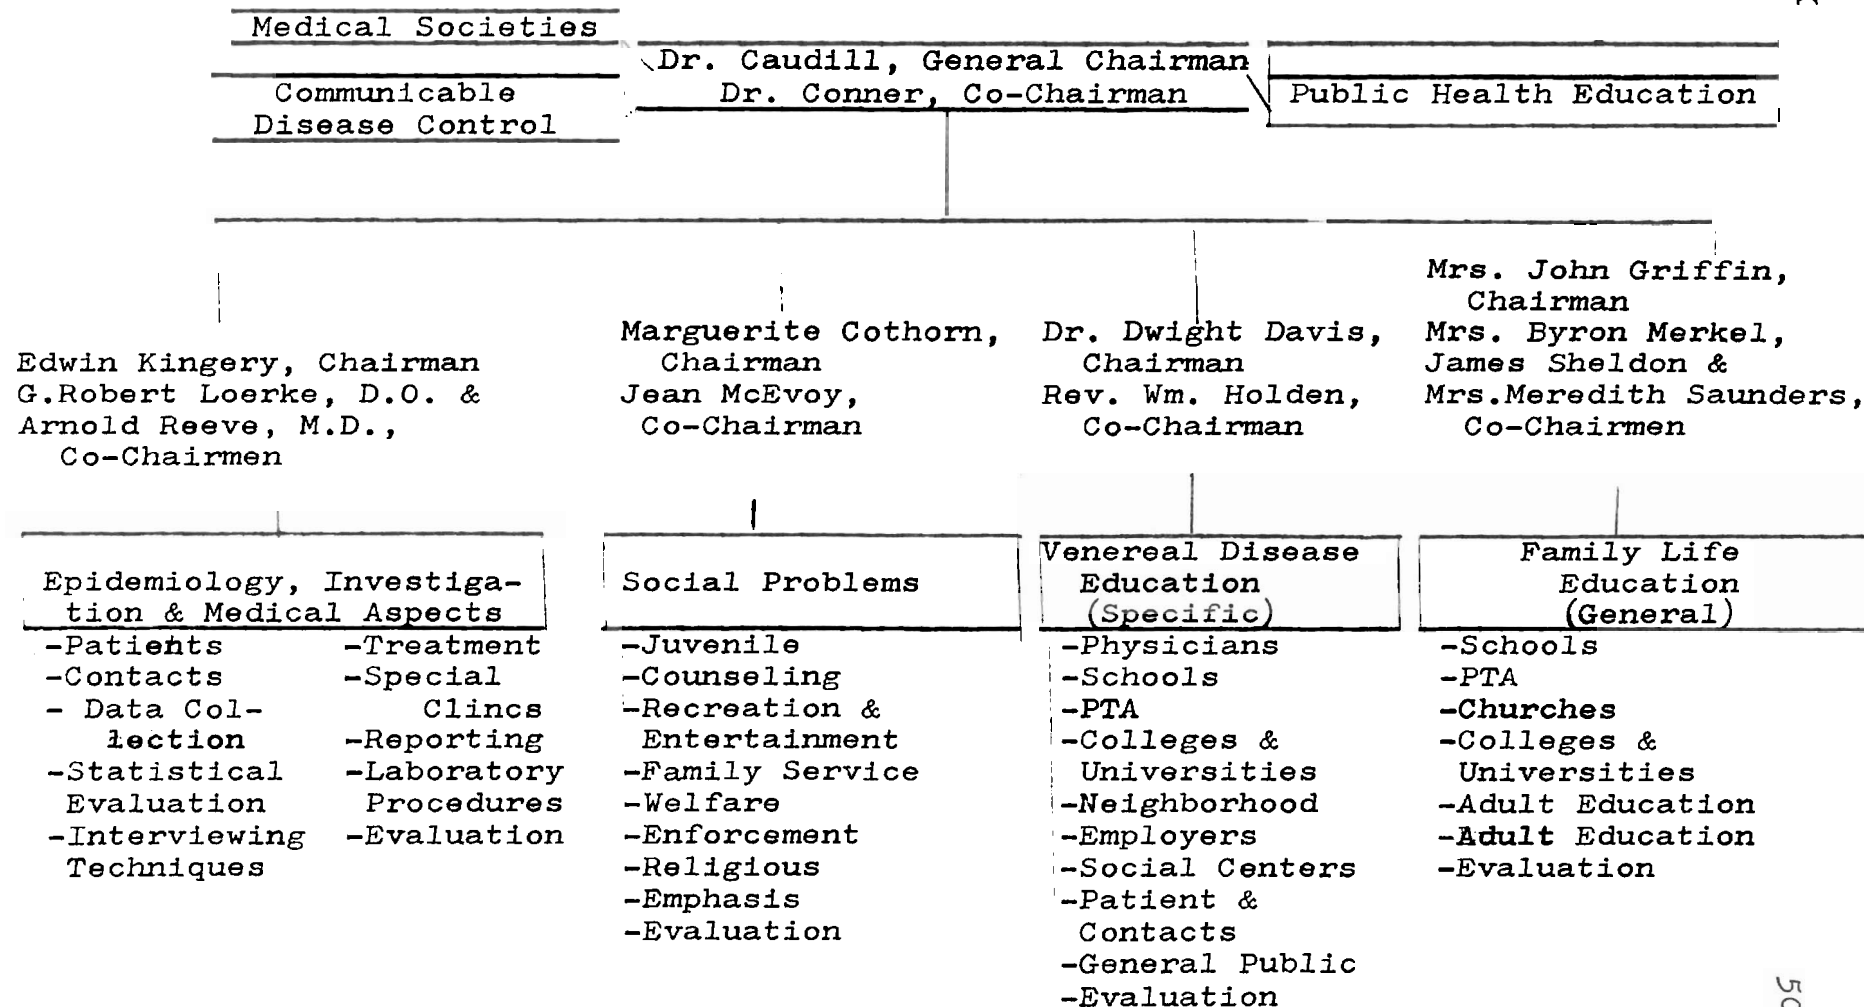 Medical Societies
Communicable
Disease Control
Dr. Caudill, General Chairman
Dr. Conner, Co-Chairman
Public Health Education
Edwin Kingery, Chairman
G.Robert Loerke, D.O. &
Arnold Reeve, M.D.,
Co-Chairmen
Marguerite Cothorn,
Chairman
Jean McEvoy,
Co-Chairman
Dr. Dwight Davis,
Chairman
Rev. Wm. Holden,
Co-Chairman
Mrs. John Griffin,
Chairman
Mrs. Byron Merkel,
James Sheldon &
Mrs.Meredith Saunders,
Co-Chairmen
Epidemiology, Investiga-
tion & Medical Aspects
-Patients
-Contacts
- Data Col-
lection
-Statistical
Evaluation
-Interviewing
Techniques
-Treatment
-Special
Clincs
-Reporting
-Laboratory
Procedures
-Evaluation
Social Problems
-Juvenile
-Counseling
-Recreation &
Entertainment
-Family Service
-Welfare
-Enforcement
-Religious
-Emphasis
-Evaluation
Venereal Disease
Education
(Specific)
-Physicians
-Schools
-PTA
-Colleges &
Universities
-Neighborhood
-Employers
-Social Centers
-Patient &
Contacts
-General Public
-Evaluation
Family Life
Education
(General)
-Schools
-PTA
-Churches
-Colleges &
Universities
-Adult Education
-Adult Education
-Evaluation